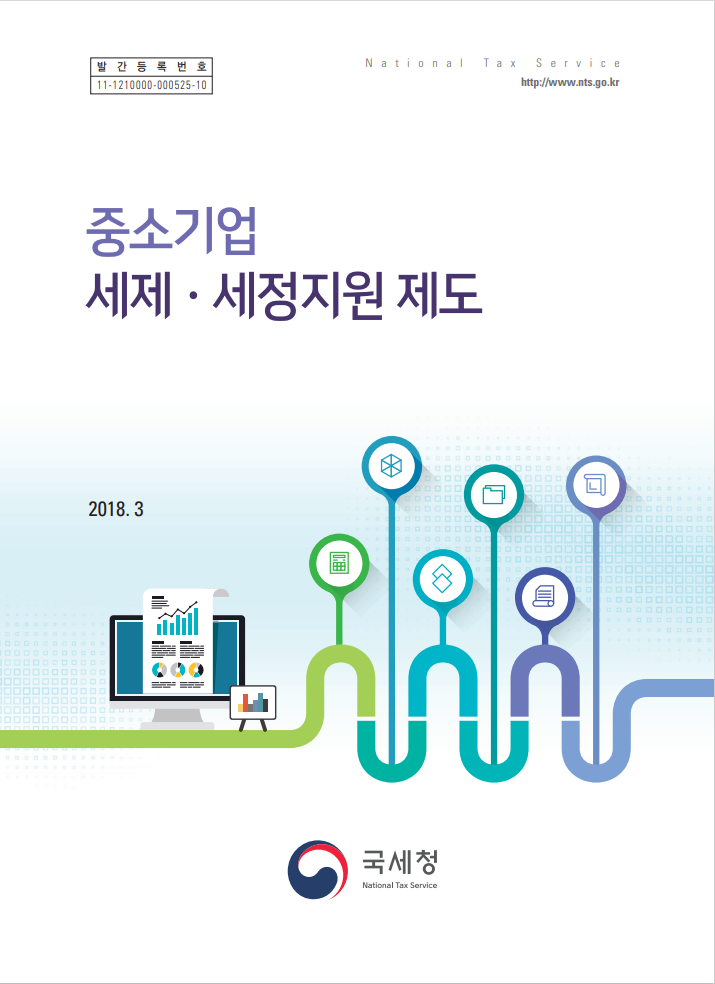 발 간 등 록 번 호
11-1210000-000525-10
National Tax Service
http://www.nts.go.kr
중소기업
세제 · 세정지원 제도
2018. 3
국세청
National Tax Service